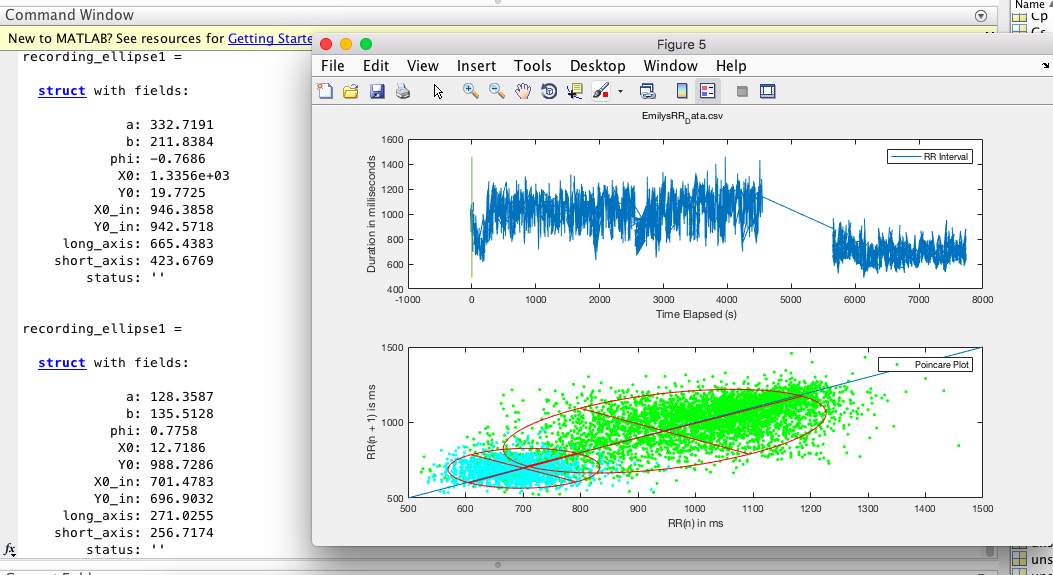 Command Window
New to MATLAB? See resources for Getting Starte
recording_ellipse1 =
struct with fields:
a: 332.7191
b: 211.8384
phi: -0.7686
X0: 1.3356e+03
Y0: 19.7725
X0_in: 946.3858
Y0_in: 942.5718
long_axis: 665.4383
short_axis: 423.6769
status: ''
recording_ellipse1 =
struct with fields:
a: 128.3587
b: 135.5128
phi: 0.7758
X0: 12.7186
Y0: 988.7286
X0_in: 701.4783
Y0_in: 696.9032
long_axis: 271.0255
short_axis: 256.7174
status: ''
fx
Figure 5
File Edit View Insert Tools Desktop Window Help
EmilysRR_Data.csv
1600
1400
1200
1000
800
600
400
Duration in milliseconds
RR Interval
-1000 0 1000 2000 3000 4000 5000 6000 7000 8000
Time Elapsed (s)
1500
1000
500
RR(n + 1) is ms
Poincare Plot
500 600 700 800 900 1000 1100 1200 1300 1400 1500
RR(n) in ms
Name
Cp
uns